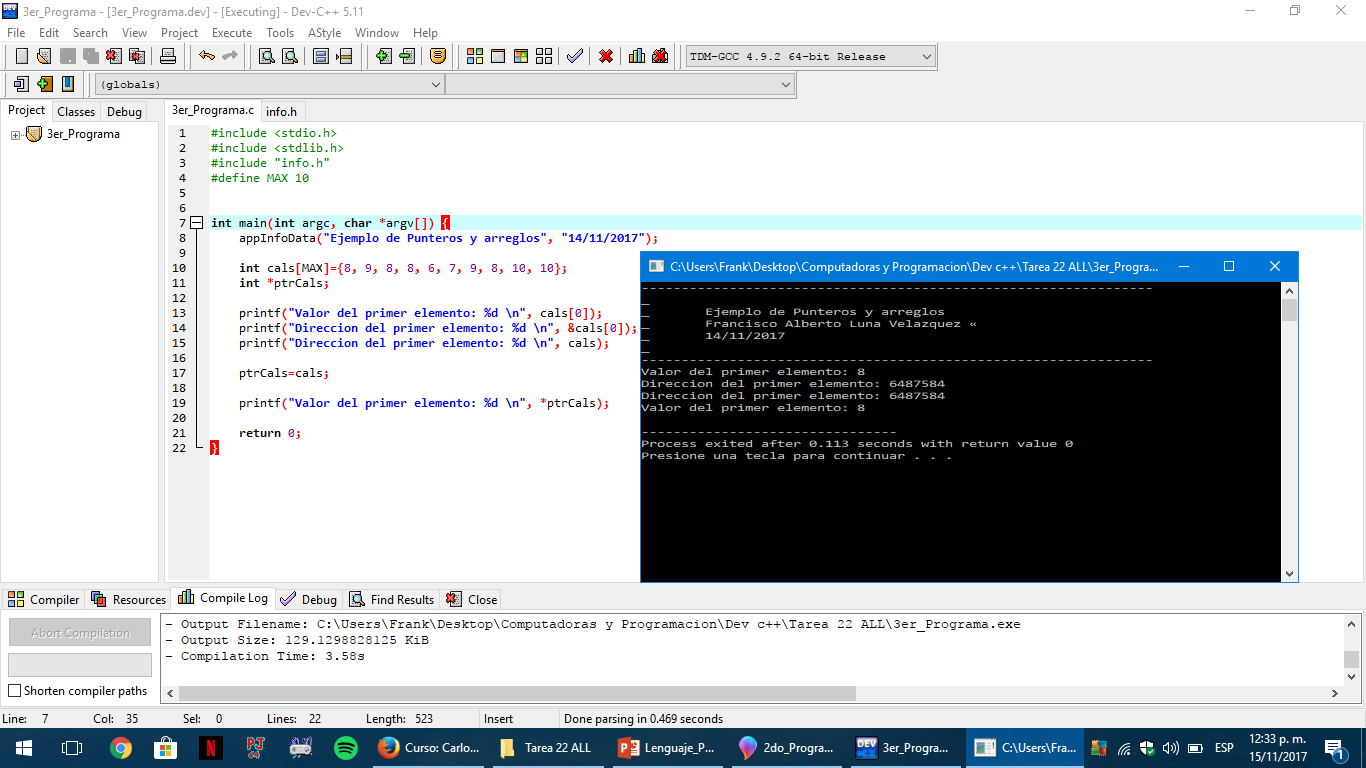 3er_Programa - [3er_Programa.dev] - [Executing] - Dev-C++ 5.11
File Edit Search View Project Execute Tools AStyle Window Help
TDM-GCC 4.9.2 64-bit Release
(globals)
Project Classes Debug
3er_Programa.c info.h
3er_Programa
1 #include <stdio.h>
2 #include <stdlib.h>
3 #include "info.h"
4 #define MAX 10
5
6
7 int main(int argc, char *argv[]) {
8 appInfoData("Ejemplo de Punteros y arreglos", "14/11/2017");
9
10 int cals[MAX]={8, 9, 8, 8, 6, 7, 9, 8, 10, 10};
11 int *ptrCals;
12
13 printf("Valor del primer elemento: %d \n", cals[0]);
14 printf("Direccion del primer elemento: %d \n", &cals[0]);
15 printf("Direccion del primer elemento: %d \n", cals);
16
17 ptrCals=cals;
18
19 printf("Valor del primer elemento: %d \n", *ptrCals);
20
21 return 0;
22 }
C:\Users\Frank\Desktop\Computadoras y Programacion\Dev c++\Tarea 22 ALL\3er_Progra...
----------------------------------------------------------------
_
_ Ejemplo de Punteros y arreglos
_ Francisco Alberto Luna Velazquez «
_ 14/11/2017
_
----------------------------------------------------------------
Valor del primer elemento: 8
Direccion del primer elemento: 6487584
Direccion del primer elemento: 6487584
Valor del primer elemento: 8
--------------------------------
Process exited after 0.113 seconds with return value 0
Presione una tecla para continuar . . .
Compiler Resources Compile Log Debug Find Results Close
Abort Compilation
Shorten compiler paths
- Output Filename: C:\Users\Frank\Desktop\Computadoras y Programacion\Dev c++\Tarea 22 ALL\3er_Programa.exe
- Output Size: 129.1298828125 KiB
- Compilation Time: 3.58s
Line: 7 Col: 35 Sel: 0 Lines: 22 Length: 523 Insert Done parsing in 0.469 seconds
Curso: Carlo... Tarea 22 ALL Lenguaje_P... 2do_Progra... 3er_Progra... C:\Users\Fra... ESP
12:33 p. m.
15/11/2017